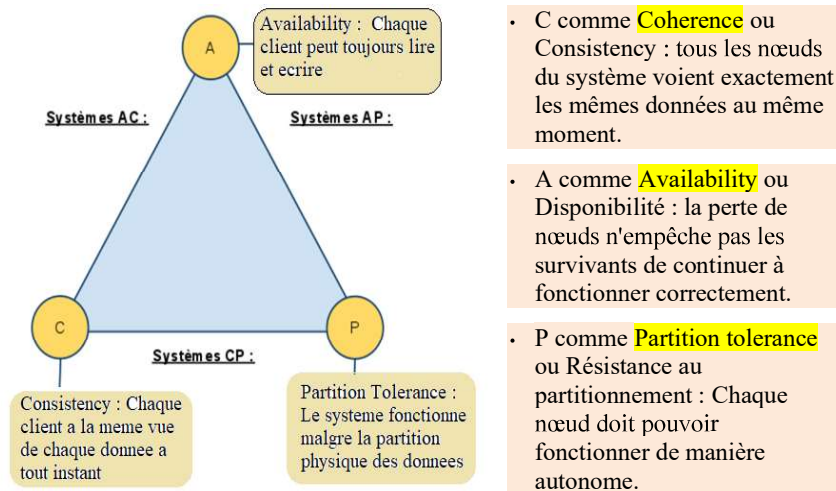 Availability : Chaque
client peut toujours lire
et ecrire
A
Systèmes AC :
Systèmes AP :
C
P
Systèmes CP :
Consistency : Chaque
client a la meme vue
de chaque donnee a
tout instant
Partition Tolerance :
Le systeme fonctionne
malgre la partition
physique des donnees
• C comme Coherence ou
Consistency : tous les nœuds
du système voient exactement
les mêmes données au même
moment.
• A comme Availability ou
Disponibilité : la perte de
nœuds n'empêche pas les
survivants de continuer à
fonctionner correctement.
• P comme Partition tolerance
ou Résistance au
partitionnement : Chaque
nœud doit pouvoir
fonctionner de manière
autonome.